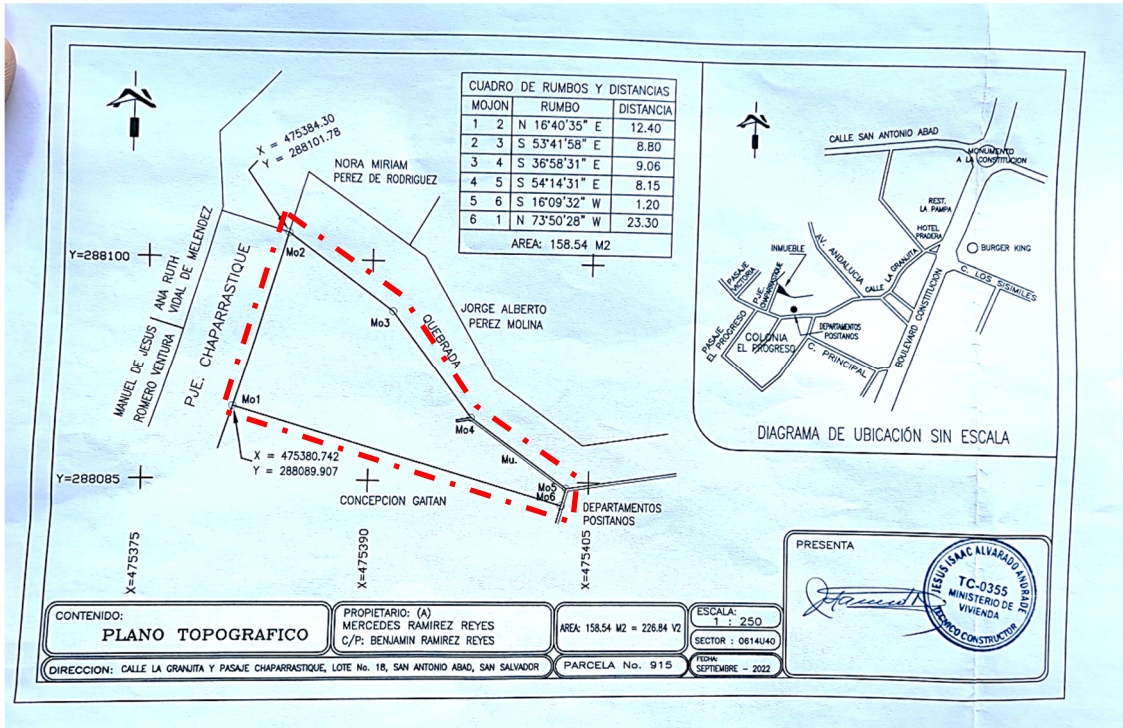 CUADRO DE RUMBOS Y DISTANCIAS
MOJON RUMBO DISTANCIA
1 2 N 16°40'35" E 12.40
2 3 S 53°41'58" E 8.80
3 4 S 36°58'31" E 9.06
4 5 S 54°14'31" E 8.15
5 6 S 16°09'32" W 1.20
6 1 N 73°50'28" W 23.30
AREA: 158.54 M2
X = 475384.30
Y = 288101.78
NORA MIRIAM
PEREZ DE RODRIGUEZ
Y=288100
Mo2
ANA RUTH
VIDAL DE MELENDEZ
MANUEL DE JESUS
ROMERO VENTURA
PJE. CHAPARRASTIQUE
Mo3
QUEBRADA
JORGE ALBERTO
PEREZ MOLINA
Mo1
Mo4
Mu.
X = 475380.742
Y = 288089.907
Y=288085
Mo5
Mo6
CONCEPCION GAITAN
DEPARTAMENTOS
POSITANOS
X=475375
X=475390
X=475405
CALLE SAN ANTONIO ABAD
MONUMENTO
A LA CONSTITUCION
REST.
LA PAMPA
HOTEL
PRADERA
BURGER KING
INMUEBLE
AV. ANDALUCIA
CALLE LA GRANJITA
C. LOS SISIMILES
PASAJE
VICTORIA
PJE.
CHAPARRASTIQUE
PASAJE
EL PROGRESO
COLONIA
EL PROGRESO
DEPARTAMENTOS
POSITANOS
C. PRINCIPAL
BOULEVARD CONSTITUCION
DIAGRAMA DE UBICACIÓN SIN ESCALA
PRESENTA
JESUS ISAAC ALVARADO ANDRADE
TC-0355
MINISTERIO DE
VIVIENDA
TECNICO CONSTRUCTOR
CONTENIDO:
PLANO TOPOGRAFICO
PROPIETARIO: (A)
MERCEDES RAMIREZ REYES
C/P: BENJAMIN RAMIREZ REYES
AREA: 158.54 M2 = 226.84 V2
ESCALA:
1 : 250
SECTOR : 0614U40
DIRECCION: CALLE LA GRANJITA Y PASAJE CHAPARRASTIQUE, LOTE No. 18, SAN ANTONIO ABAD, SAN SALVADOR
PARCELA No. 915
FECHA:
SEPTIEMBRE - 2022